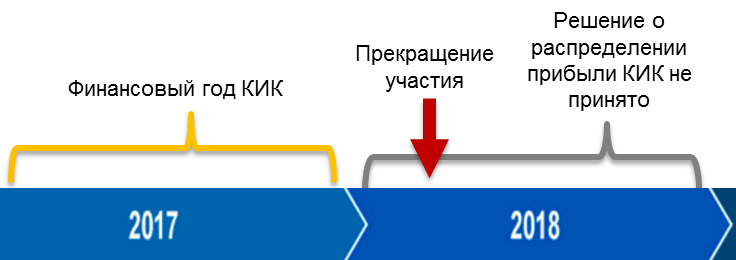 Финансовый год КИК
Прекращение
участия
Решение о
распределении
прибыли КИК не
принято
2017
2018